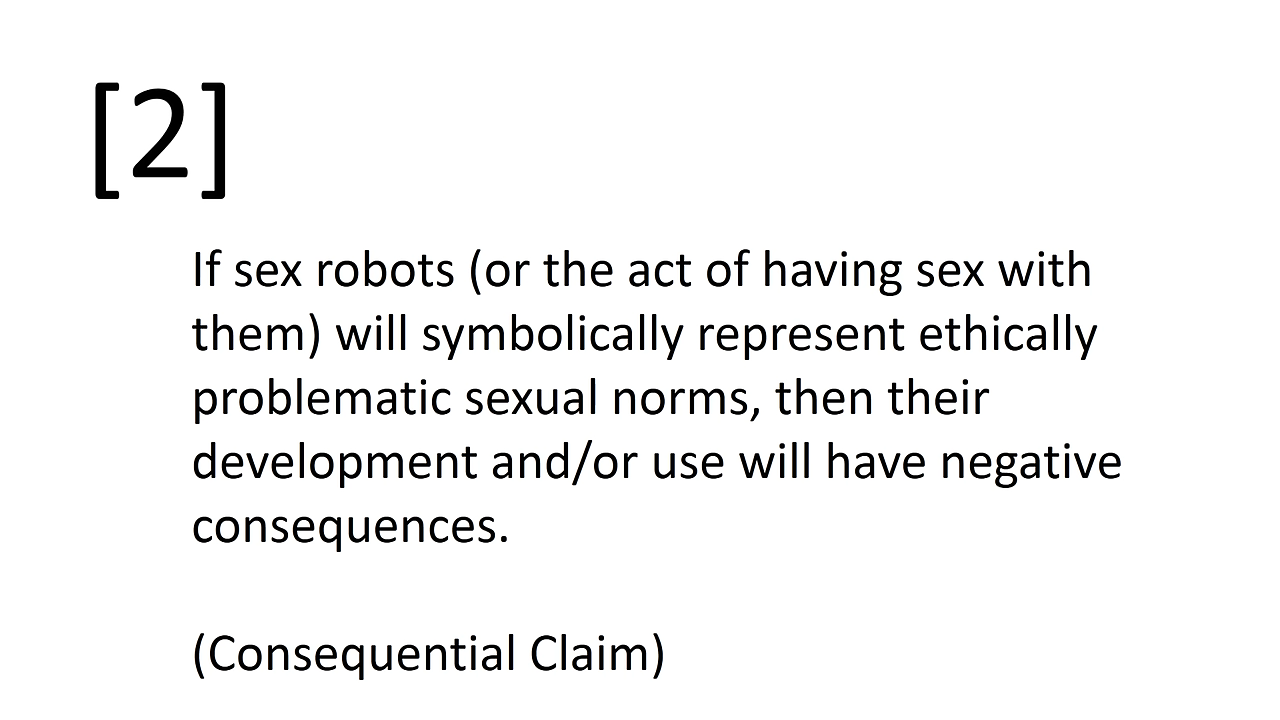 [2]
If sex robots (or the act of having sex with
them) will symbolically represent ethically
problematic sexual norms, then their
development and/or use will have negative
consequences.
(Consequential Claim)